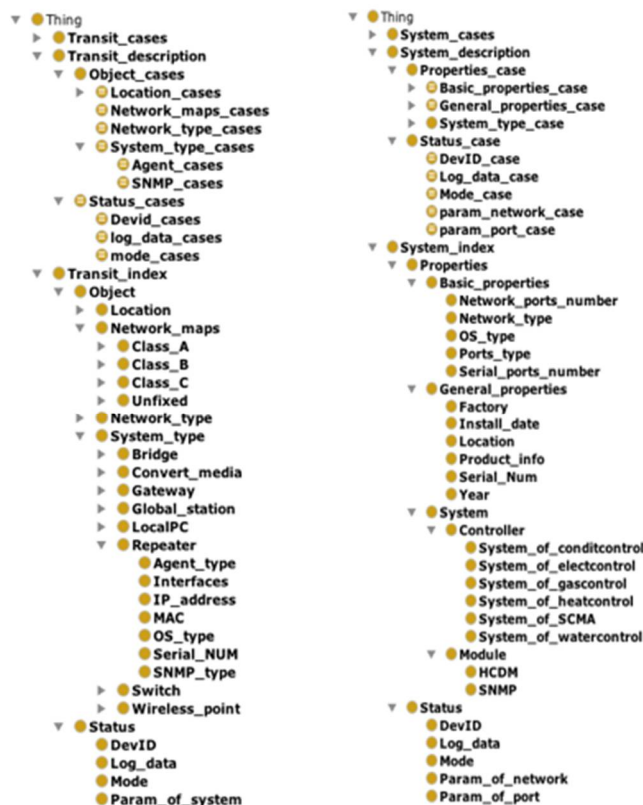 Thing
Transit_cases
Transit_description
Object_cases
Location_cases
Network_maps_cases
Network_type_cases
System_type_cases
Agent_cases
SNMP_cases
Status_cases
Devid_cases
log_data_cases
mode_cases
Transit_index
Object
Location
Network_maps
Class_A
Class_B
Class_C
Unfixed
Network_type
System_type
Bridge
Convert_media
Gateway
Global_station
LocalPC
Repeater
Agent_type
Interfaces
IP_address
MAC
OS_type
Serial_NUM
SNMP_type
Switch
Wireless_point
Status
DevID
Log_data
Mode
Param_of_system
Thing
System_cases
System_description
Properties_case
Basic_properties_case
General_properties_case
System_type_case
Status_case
DevID_case
Log_data_case
Mode_case
param_network_case
param_port_case
System_index
Properties
Basic_properties
Network_ports_number
Network_type
OS_type
Ports_type
Serial_ports_number
General_properties
Factory
Install_date
Location
Product_info
Serial_Num
Year
System
Controller
System_of_conditcontrol
System_of_electcontrol
System_of_gascontrol
System_of_heatcontrol
System_of_SCMA
System_of_watercontrol
Module
HCDM
SNMP
Status
DevID
Log_data
Mode
Param_of_network
Param_of_port